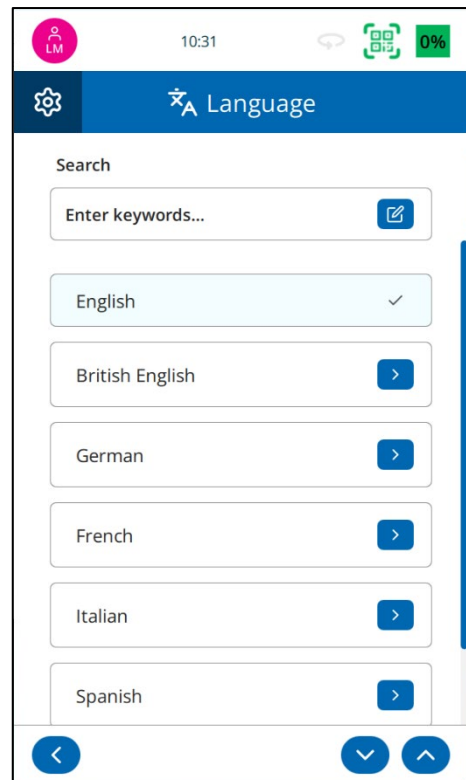 LM
10:31
0%
Language
Search
Enter keywords...
English
British English
German
French
Italian
Spanish